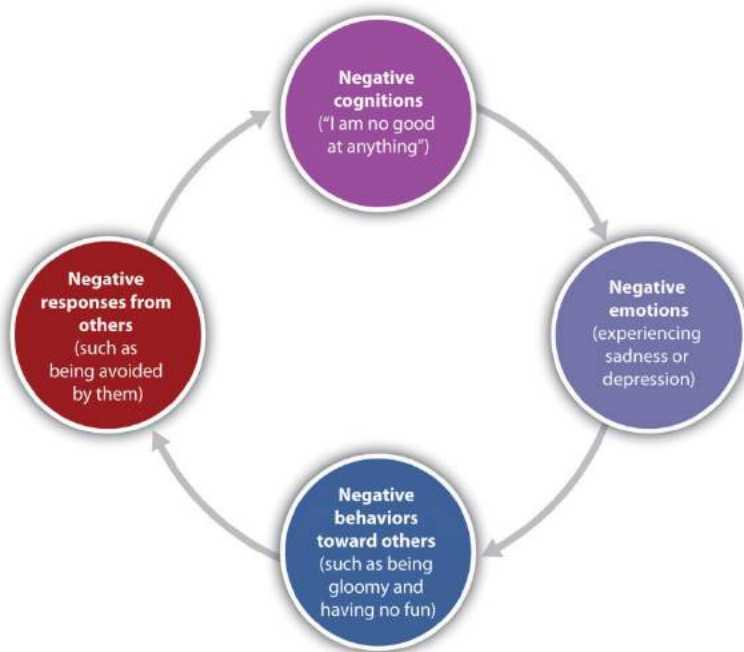 Negative
cognitions
("I am no good
at anything")
Negative
emotions
(experiencing
sadness or
depression)
Negative
behaviors
toward others
(such as being
gloomy and
having no fun)
Negative
responses from
others
(such as
being avoided
by them)